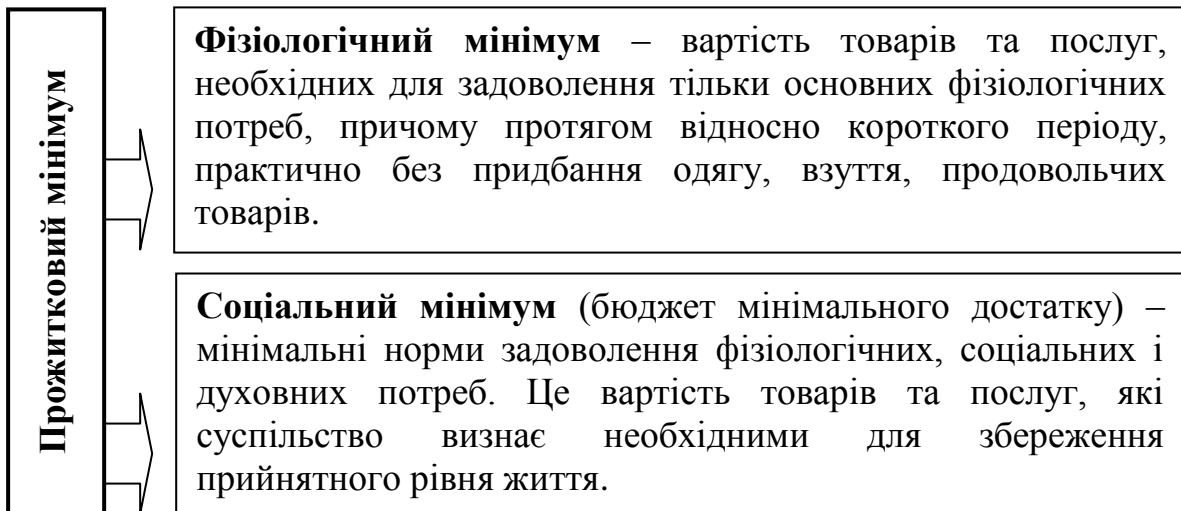 Прожитковий мінімум
Фізіологічний мінімум – вартість товарів та послуг,
необхідних для задоволення тільки основних фізіологічних
потреб, причому протягом відносно короткого періоду,
практично без придбання одягу, взуття, продовольчих
товарів.
Соціальний мінімум (бюджет мінімального достатку) –
мінімальні норми задоволення фізіологічних, соціальних і
духовних потреб. Це вартість товарів та послуг, які
суспільство визнає необхідними для збереження
прийнятного рівня життя.